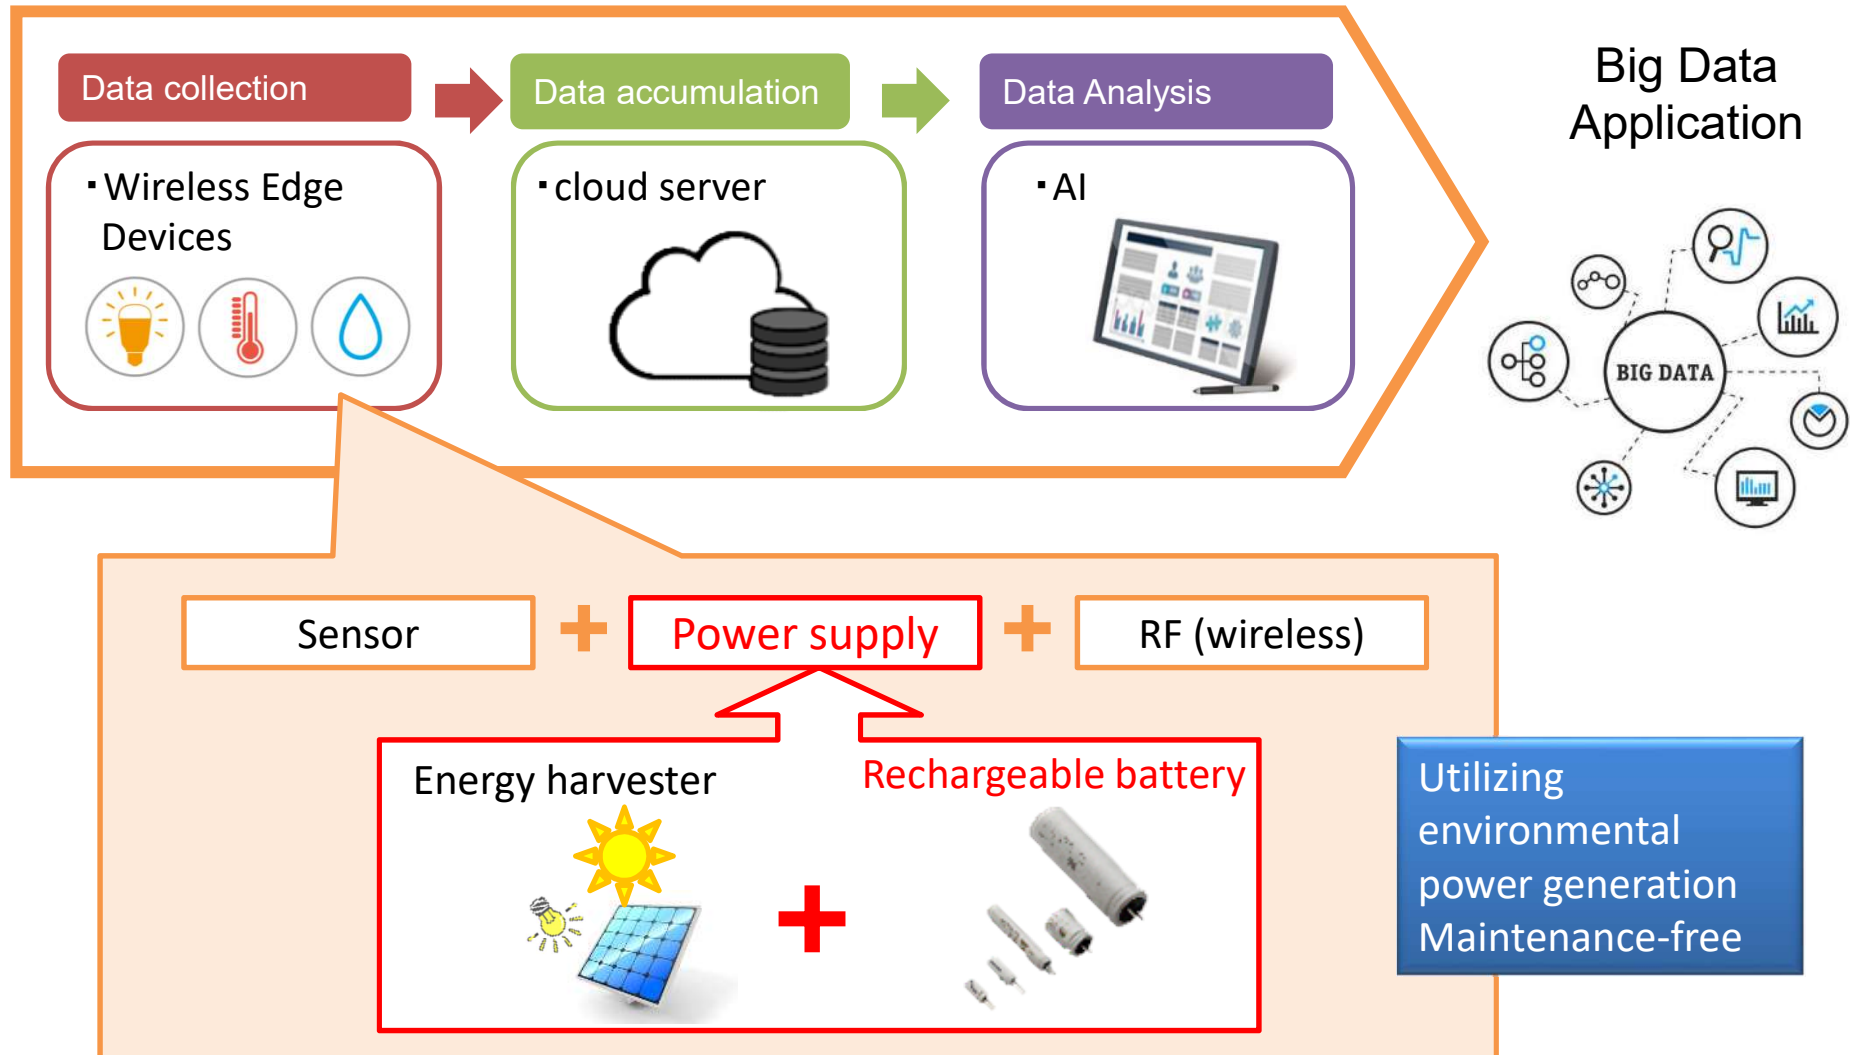 Data collection
Data accumulation
Data Analysis
Big Data
Application
・Wireless Edge
Devices
・cloud server
・AI
BIG DATA
Sensor
Power supply
RF (wireless)
Energy harvester
Rechargeable battery
Utilizing
environmental
power generation
Maintenance-free